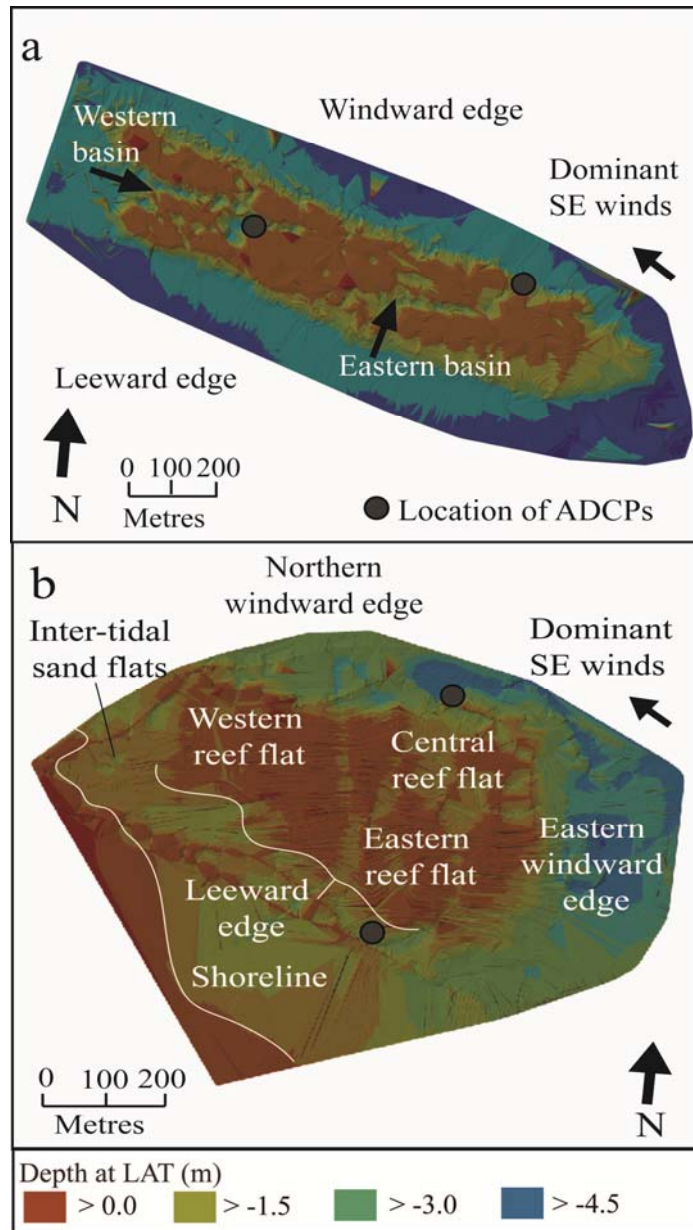 a
Windward edge
Western
basin
Dominant
SE winds
Eastern basin
Leeward edge
N
0 100 200
Metres
Location of ADCPs
b
Northern
windward edge
Inter-tidal
sand flats
Dominant
SE winds
Western
reef flat
Central
reef flat
Eastern
reef flat
Eastern
windward
edge
Leeward
edge
Shoreline
0 100 200
Metres
N
Depth at LAT (m)
> 0.0 > -1.5 > -3.0 > -4.5